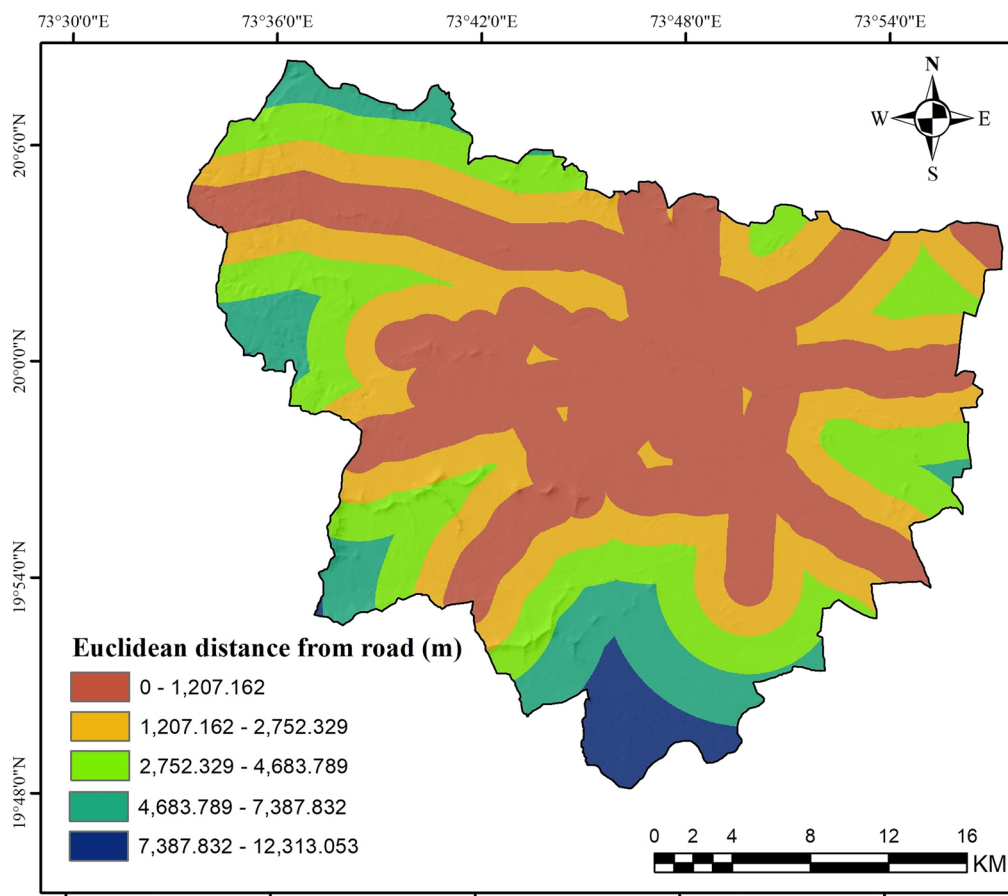 73°30'0"E 73°36'0"E 73°42'0"E 73°48'0"E 73°54'0"E
N
W E
S
20°6'0"N
20°0'0"N
19°54'0"N
19°48'0"N
Euclidean distance from road (m)
0 - 1,207.162
1,207.162 - 2,752.329
2,752.329 - 4,683.789
4,683.789 - 7,387.832
7,387.832 - 12,313.053
0 2 4 8 12 16
KM